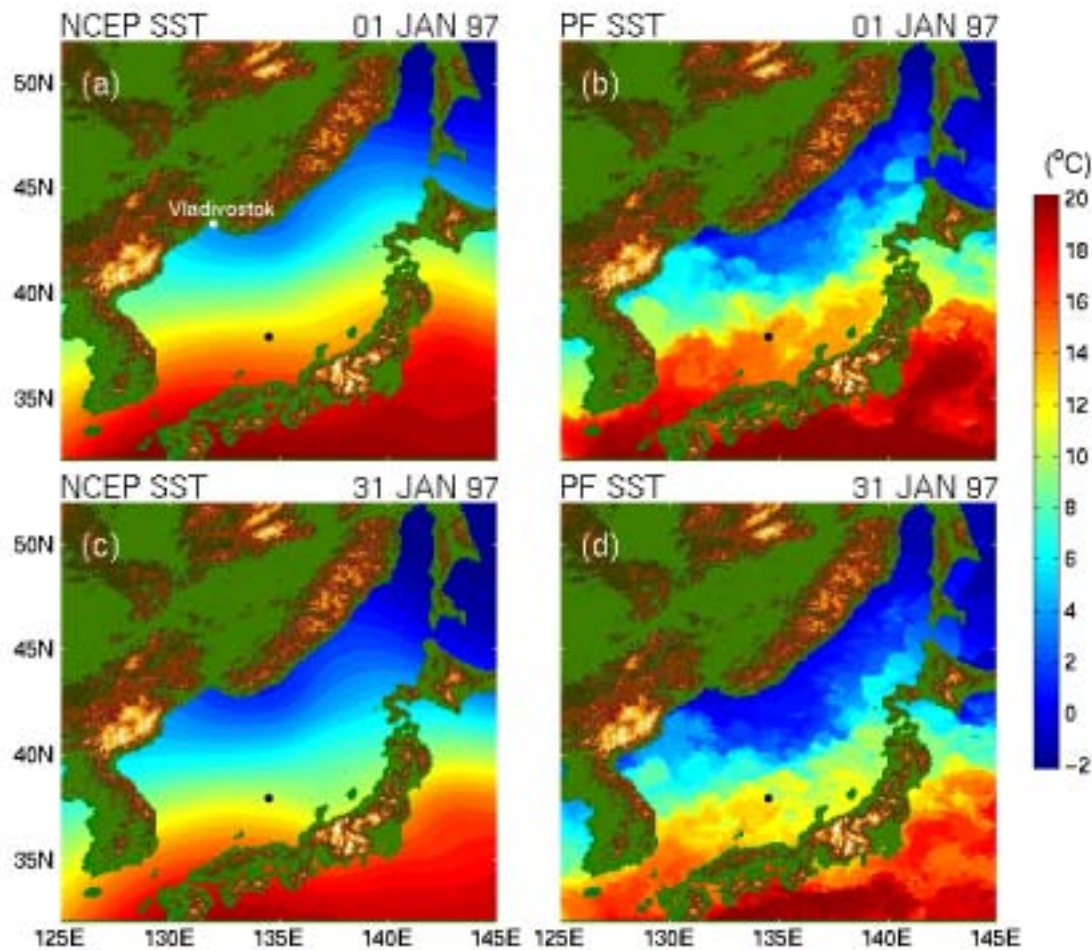 NCEP SST 01 JAN 97
PF SST 01 JAN 97
(a)
(b)
Vladivostok
50N
45N
40N
35N
(°C)
20
18
16
14
12
10
8
6
4
2
0
-2
NCEP SST 31 JAN 97
PF SST 31 JAN 97
(c)
(d)
50N
45N
40N
35N
125E 130E 135E 140E 145E
125E 130E 135E 140E 145E